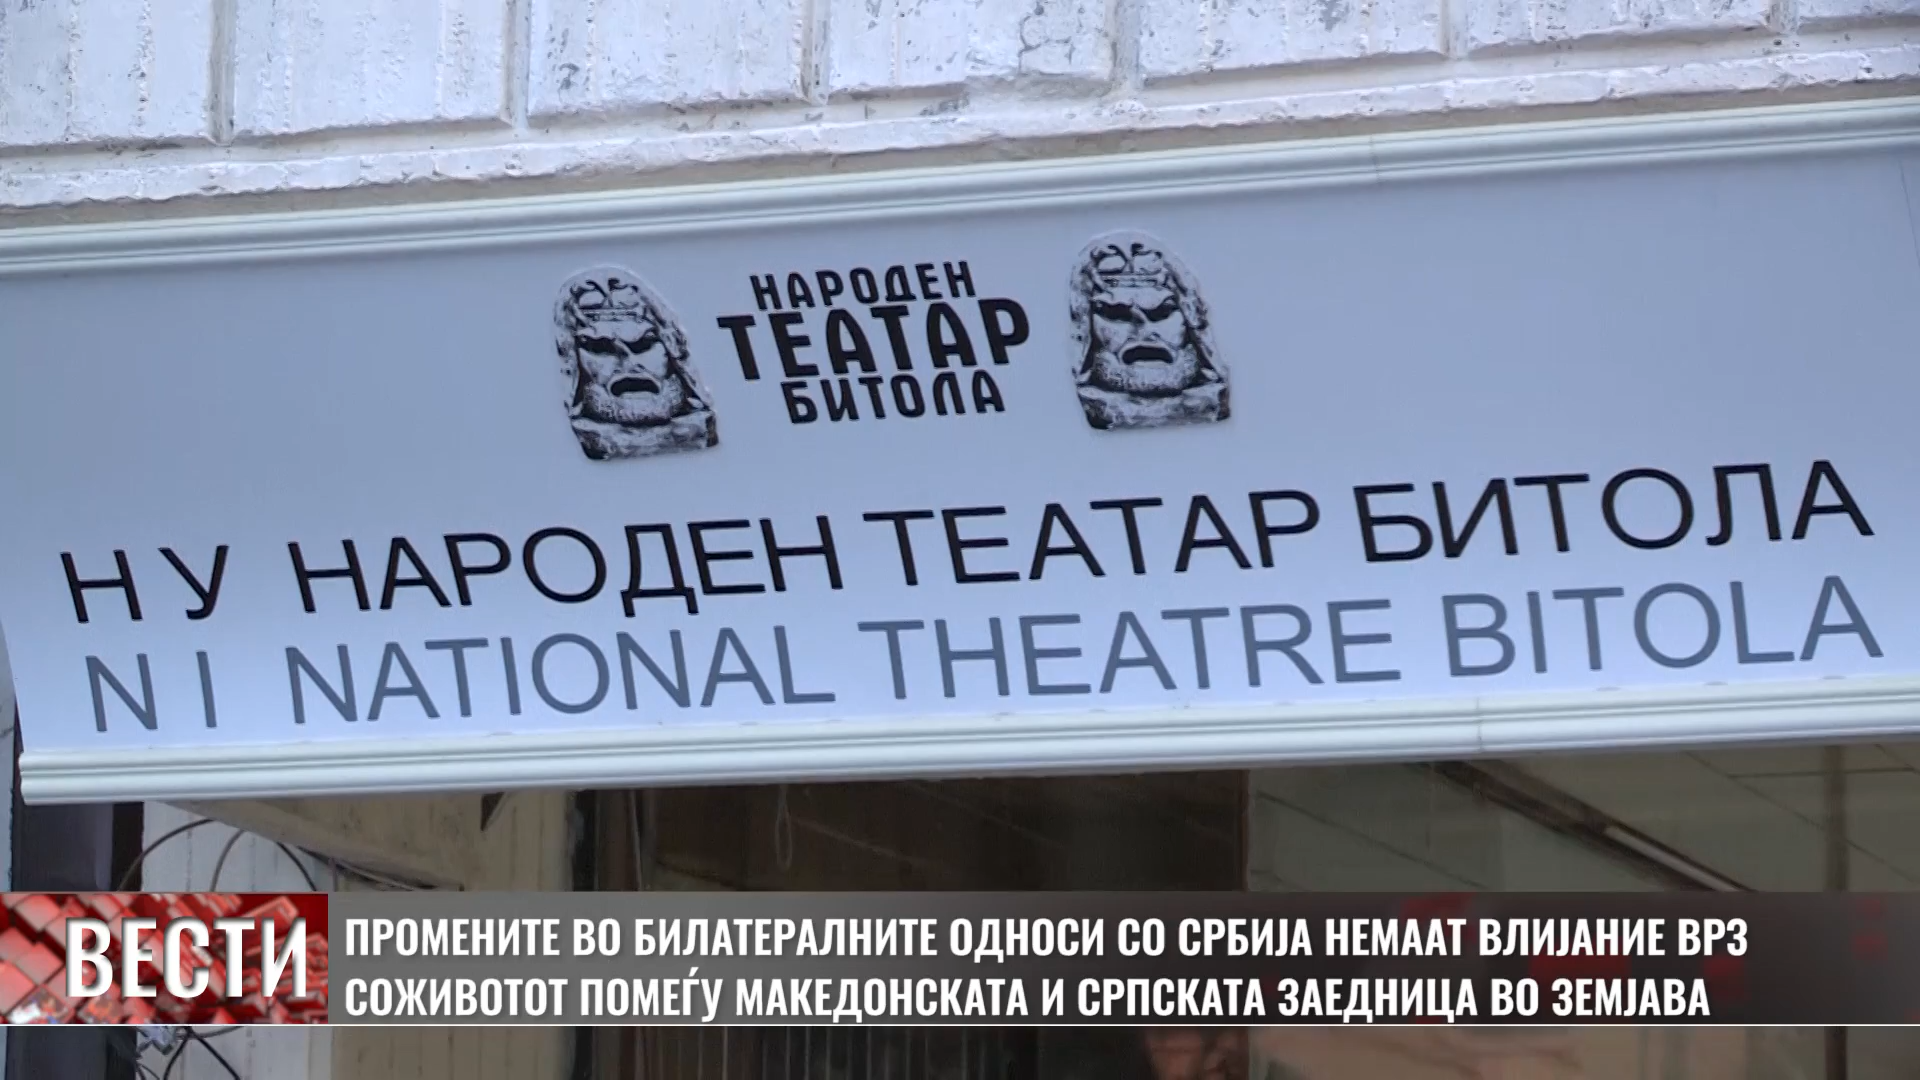 НАРОДЕН
ТЕАТАР
БИТОЛА
Н У НАРОДЕН ТЕАТАР БИТОЛА
N I NATIONAL THEATRE BITOLA
ВЕСТИ
ПРОМЕНИТЕ ВО БИЛАТЕРАЛНИТЕ ОДНОСИ СО СРБИЈА НЕМААТ ВЛИЈАНИЕ ВРЗ
СОЖИВОТОТ ПОМЕЃУ МАКЕДОНСКАТА И СРПСКАТА ЗАЕДНИЦА ВО ЗЕМЈАВА